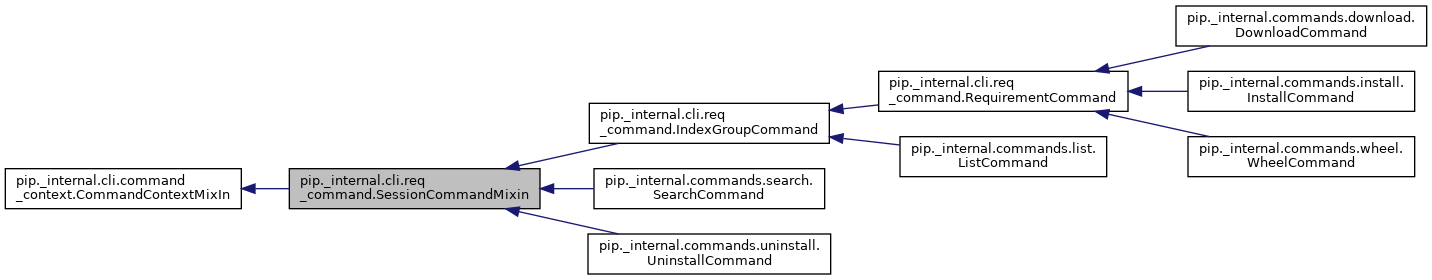 pip._internal.cli.command
_context.CommandContextMixIn
pip._internal.cli.req
_command.SessionCommandMixin
pip._internal.cli.req
_command.IndexGroupCommand
pip._internal.commands.search.
SearchCommand
pip._internal.commands.uninstall.
UninstallCommand
pip._internal.cli.req
_command.RequirementCommand
pip._internal.commands.list.
ListCommand
pip._internal.commands.download.
DownloadCommand
pip._internal.commands.install.
InstallCommand
pip._internal.commands.wheel.
WheelCommand